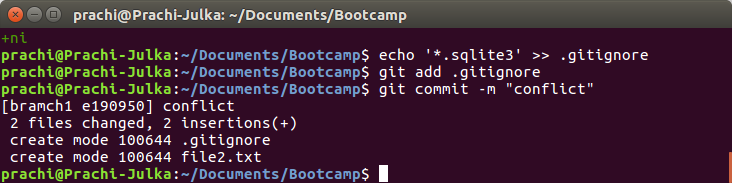 prachi@Prachi-Julka: ~/Documents/Bootcamp
+ni
prachi@Prachi-Julka:~/Documents/Bootcamp$ echo '*.sqlite3' >> .gitignore
prachi@Prachi-Julka:~/Documents/Bootcamp$ git add .gitignore
prachi@Prachi-Julka:~/Documents/Bootcamp$ git commit -m "conflict"
[bramch1 e190950] conflict
 2 files changed, 2 insertions(+)
 create mode 100644 .gitignore
 create mode 100644 file2.txt
prachi@Prachi-Julka:~/Documents/Bootcamp$